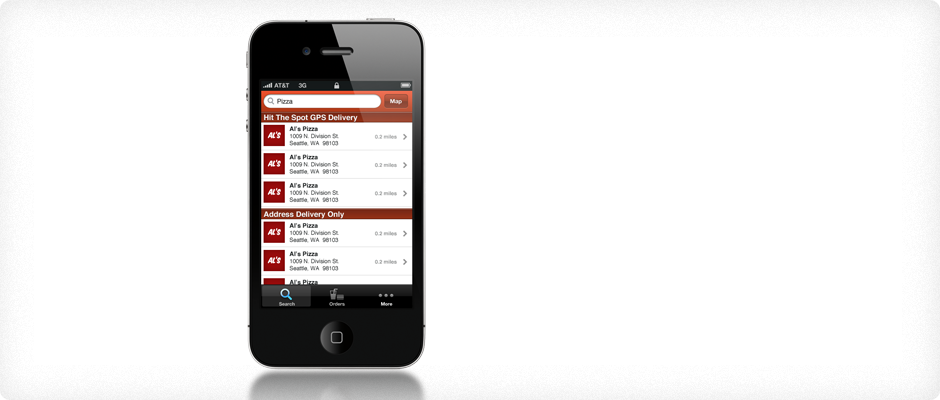 AT&T 3G
Pizza Map
Hit The Spot GPS Delivery
AL'S
Al's Pizza
1009 N. Division St.
Seattle, WA 98103
0.2 miles
AL'S
Al's Pizza
1009 N. Division St.
Seattle, WA 98103
0.2 miles
AL'S
Al's Pizza
1009 N. Division St.
Seattle, WA 98103
0.2 miles
Address Delivery Only
AL'S
Al's Pizza
1009 N. Division St.
Seattle, WA 98103
0.2 miles
AL'S
Al's Pizza
1009 N. Division St.
Seattle, WA 98103
0.2 miles
Al's Pizza
Search Orders More